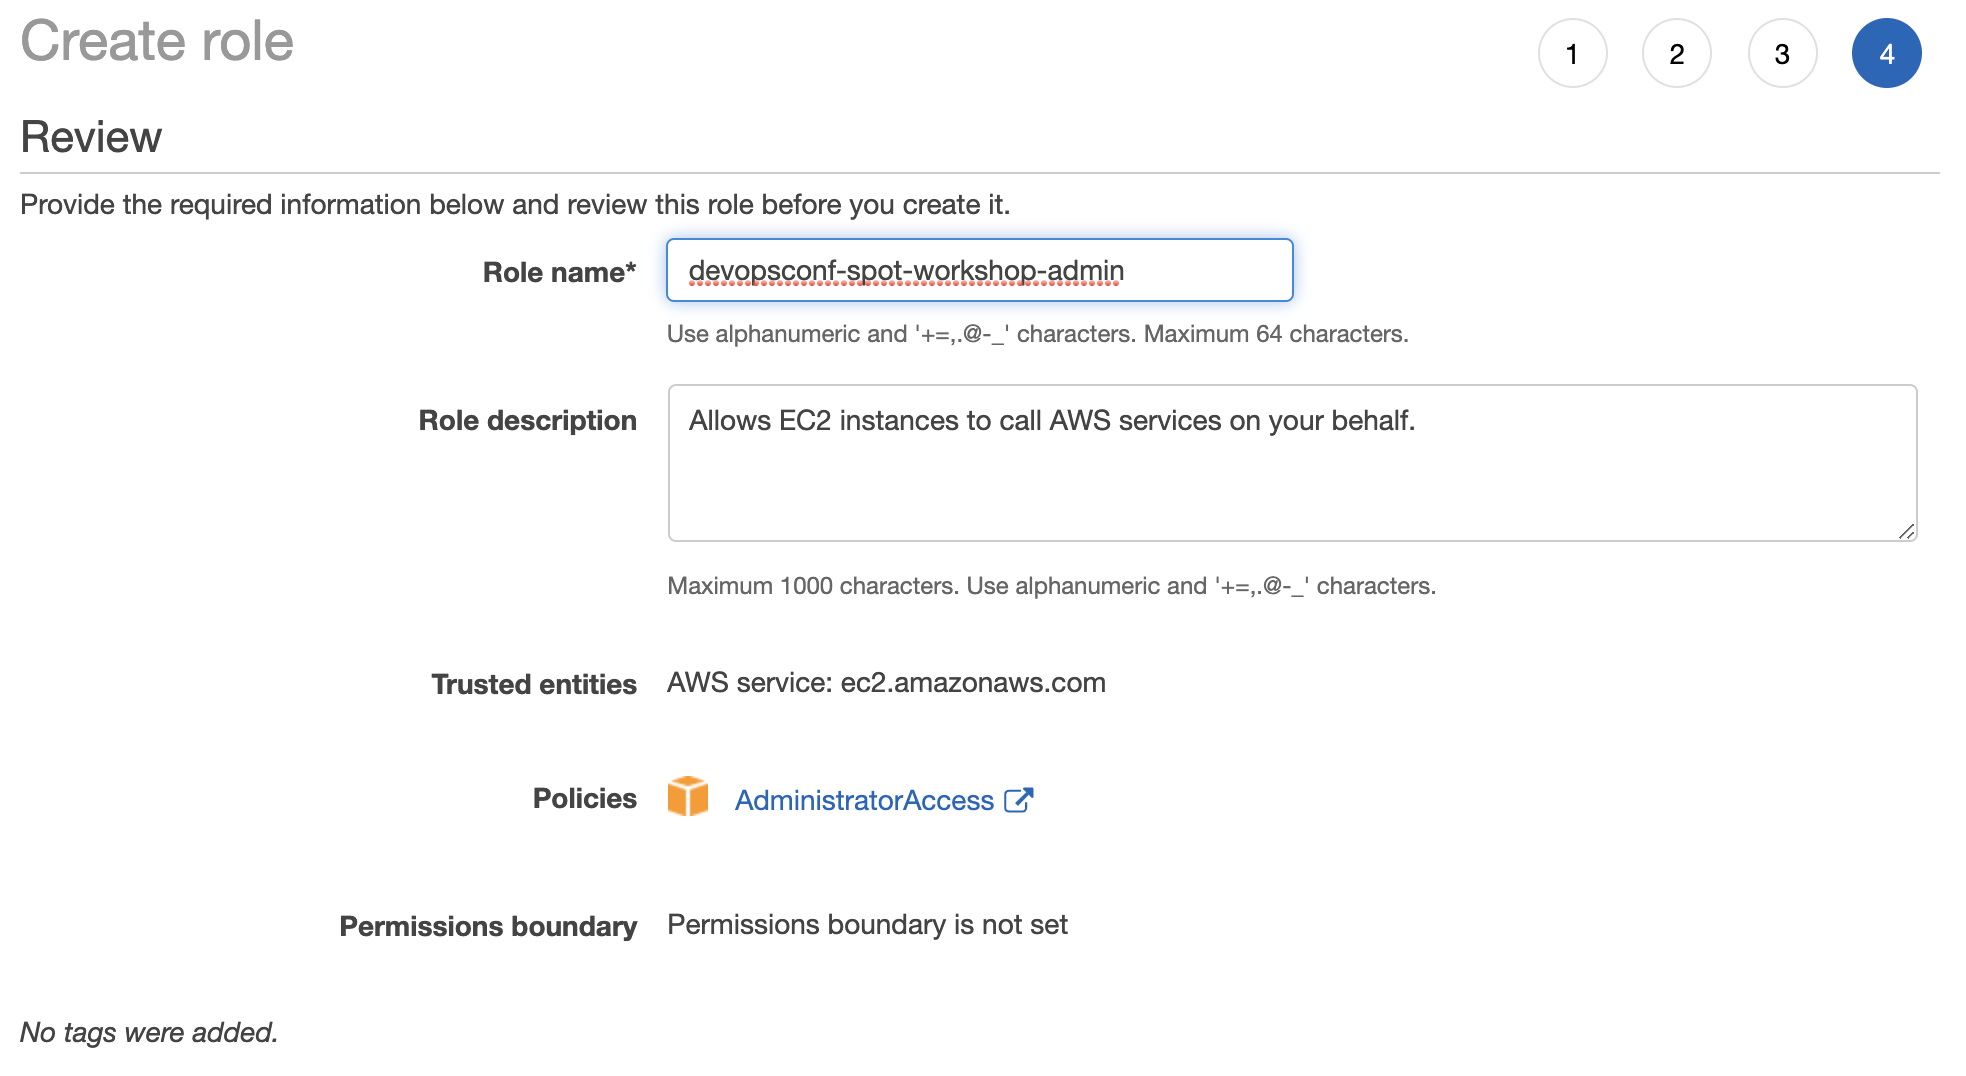 Create role
1 2 3 4
Review
Provide the required information below and review this role before you create it.
Role name* devopsconf-spot-workshop-admin
Use alphanumeric and '+=,.@-_' characters. Maximum 64 characters.
Role description Allows EC2 instances to call AWS services on your behalf.
Maximum 1000 characters. Use alphanumeric and '+=,.@-_' characters.
Trusted entities AWS service: ec2.amazonaws.com
Policies AdministratorAccess
Permissions boundary Permissions boundary is not set
No tags were added.